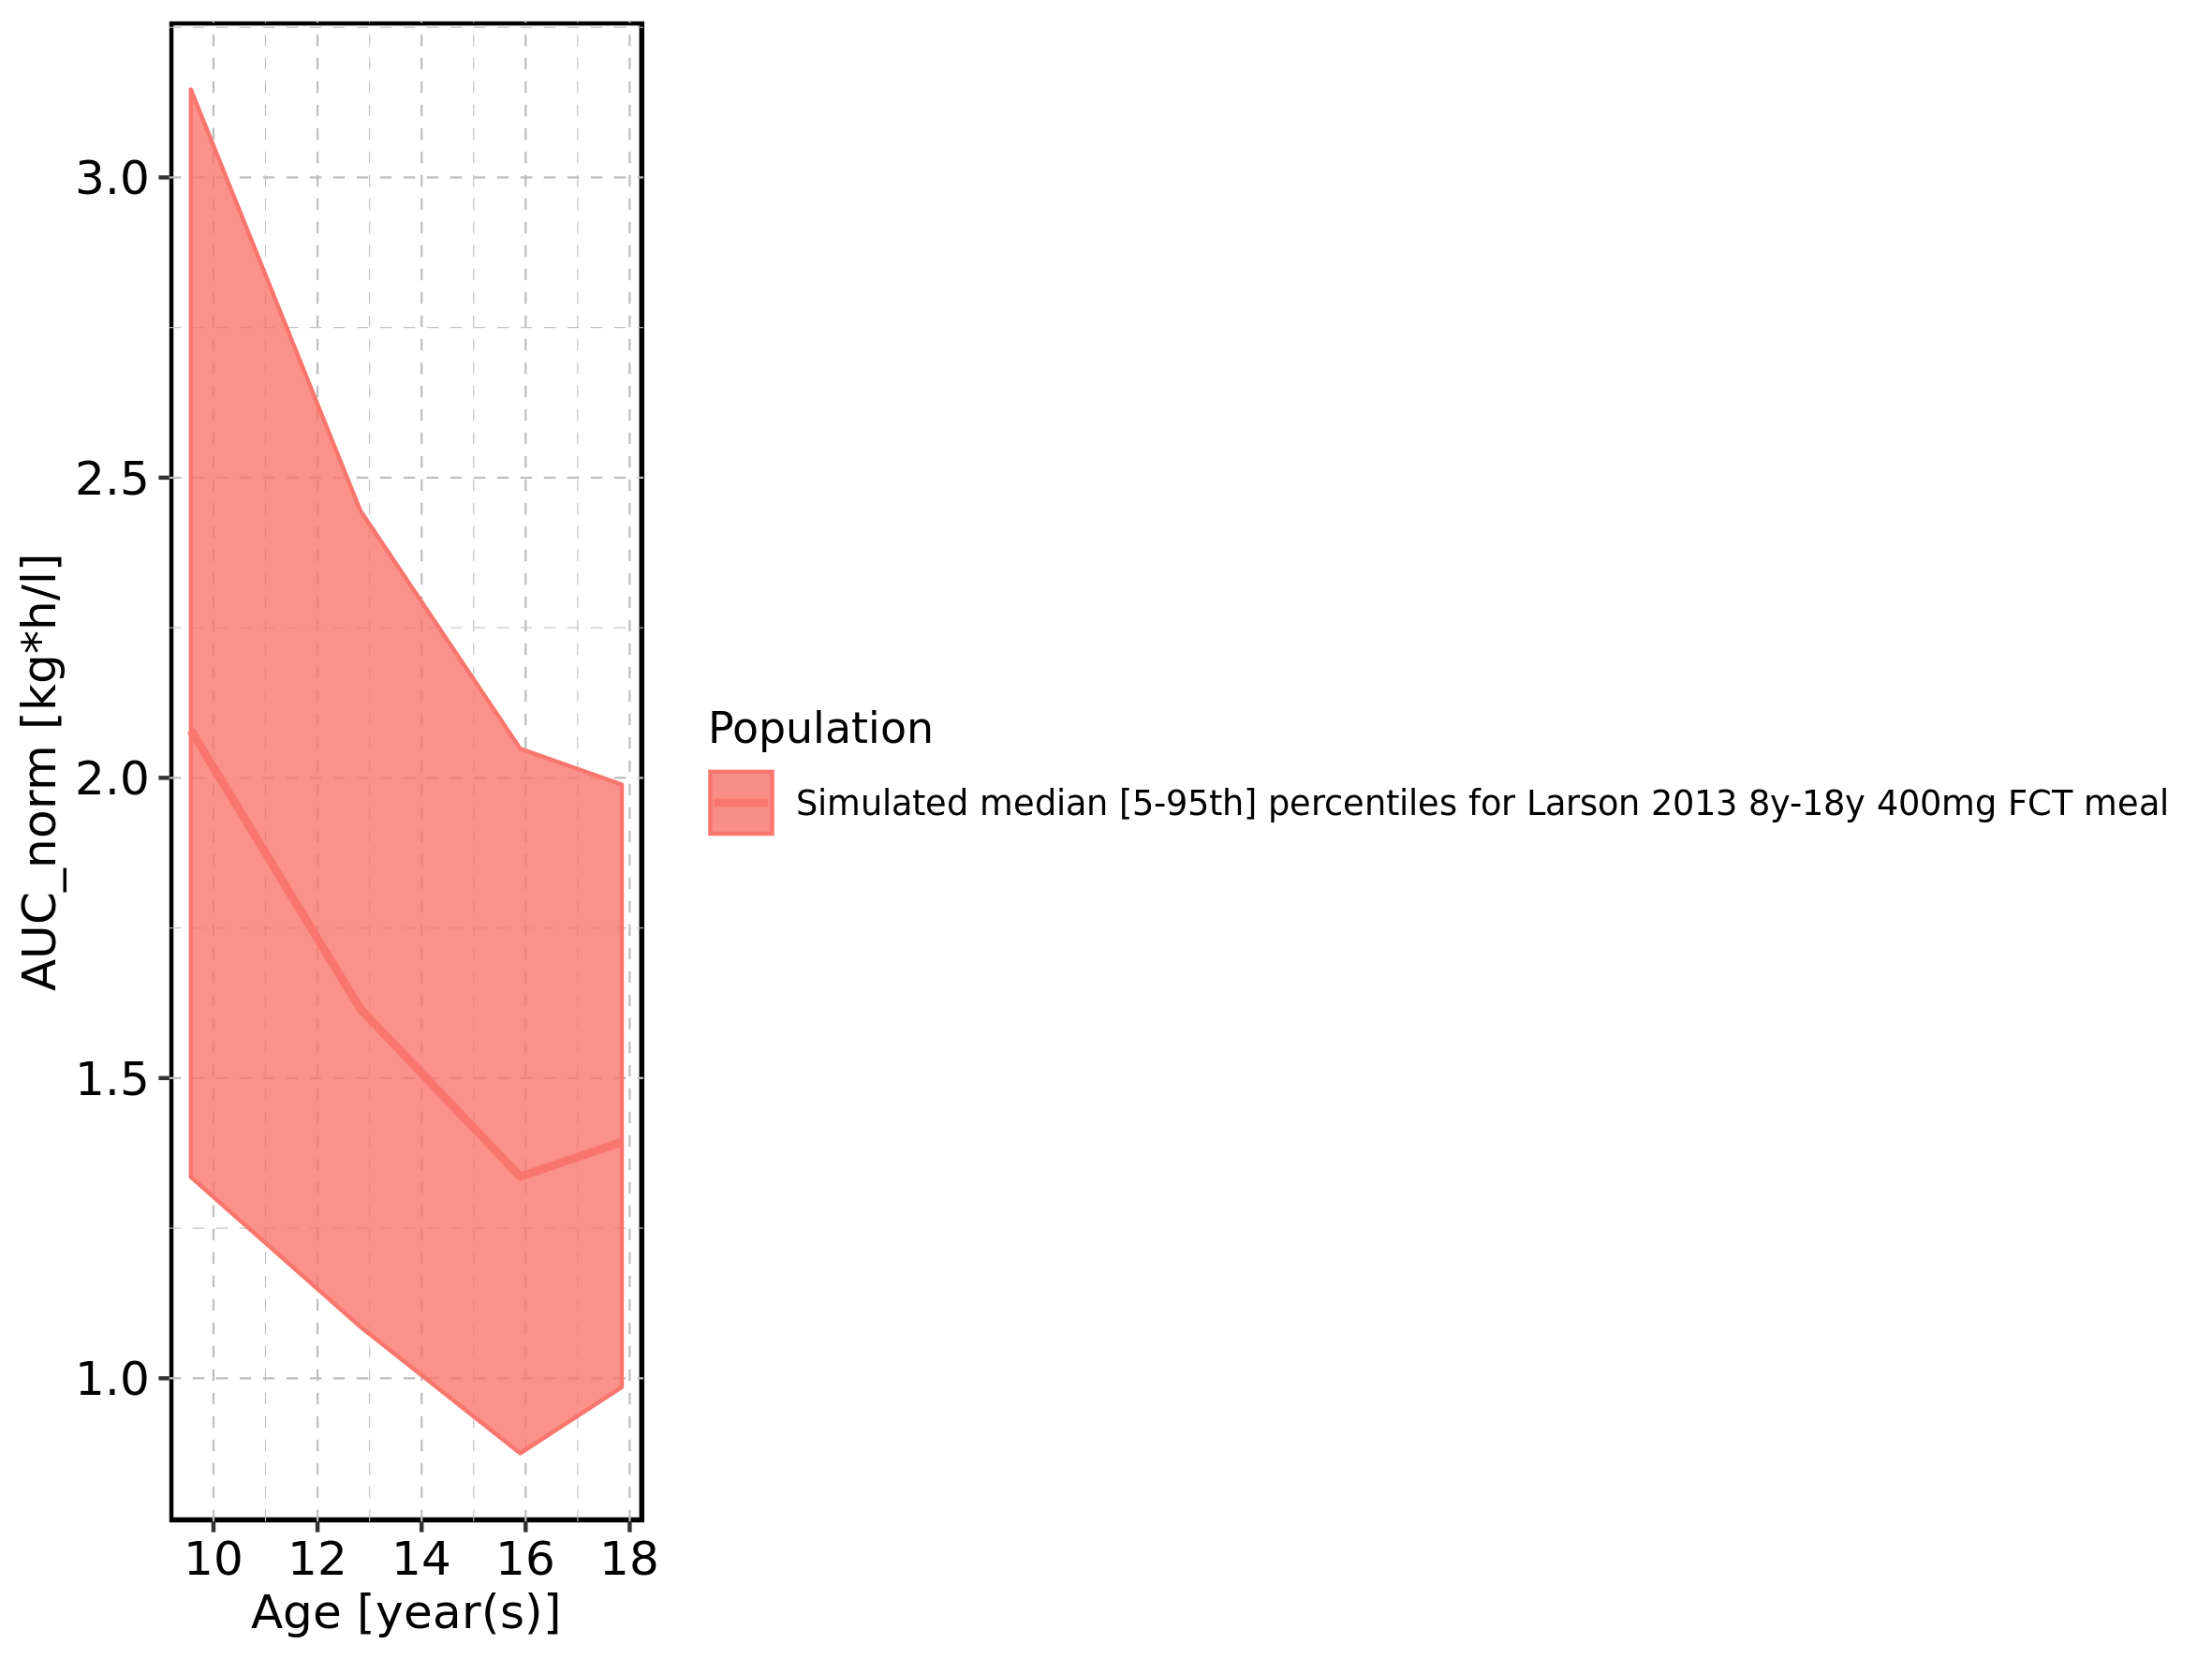 AUC_norm [kg*h/l]
3.0
2.5
2.0
1.5
1.0
10 12 14 16 18
Age [year(s)]
Population
Simulated median [5-95th] percentiles for Larson 2013 8y-18y 400mg FCT meal